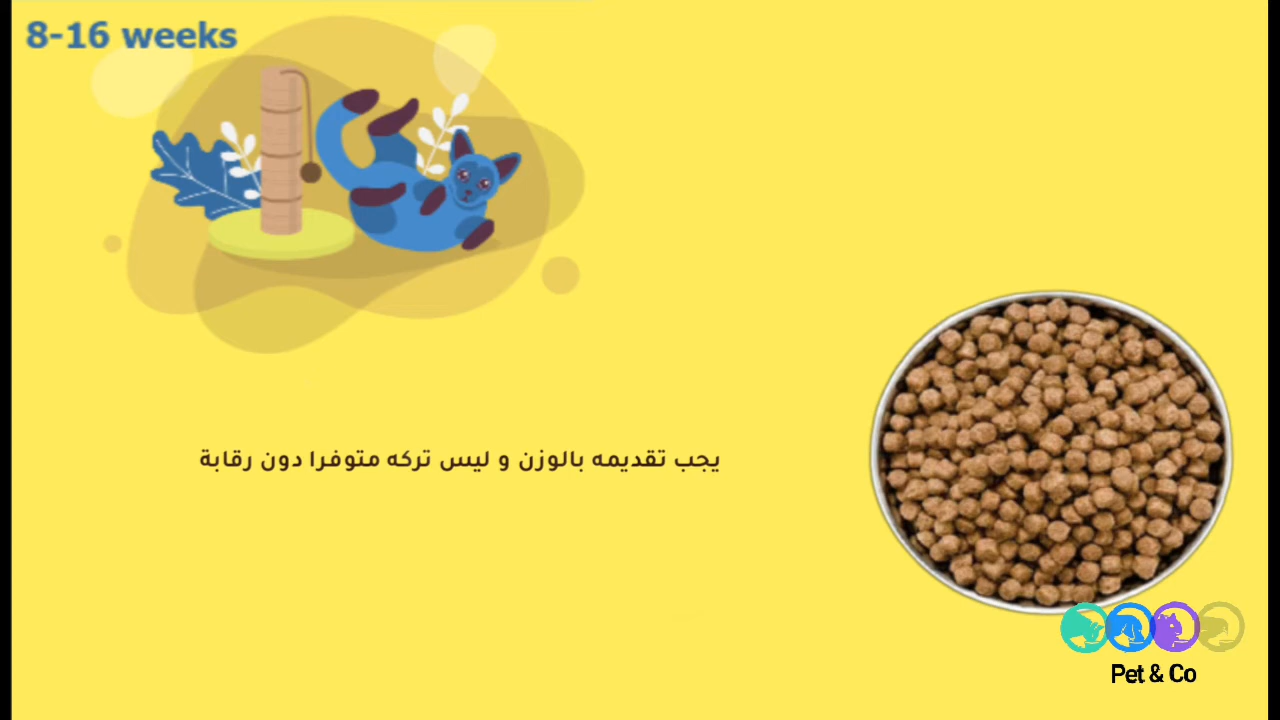 8-16 weeks
يجب تقديمه بالوزن و ليس تركه متوفرا دون رقابة
Pet & Co